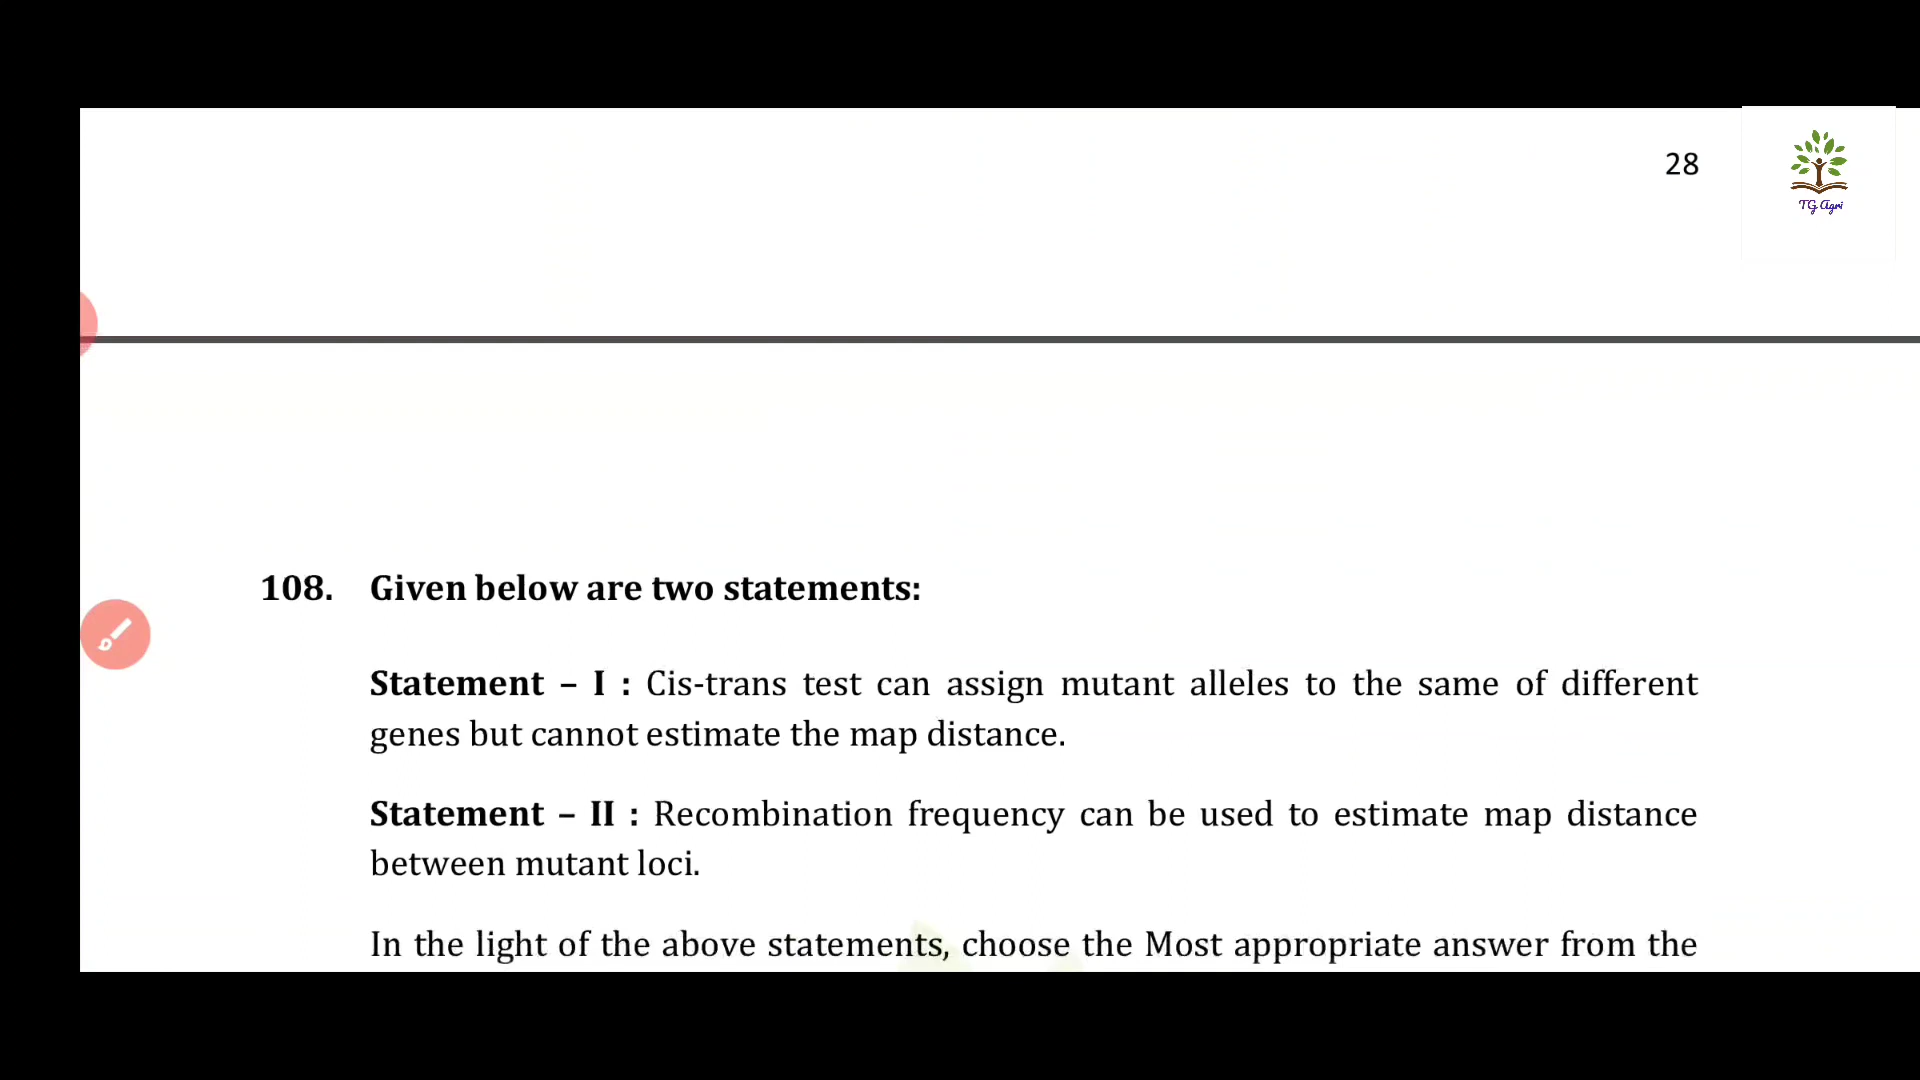 28
TG Agri
108. Given below are two statements:
Statement – I : Cis-trans test can assign mutant alleles to the same of different
genes but cannot estimate the map distance.
Statement – II : Recombination frequency can be used to estimate map distance
between mutant loci.
In the light of the above statements, choose the Most appropriate answer from the